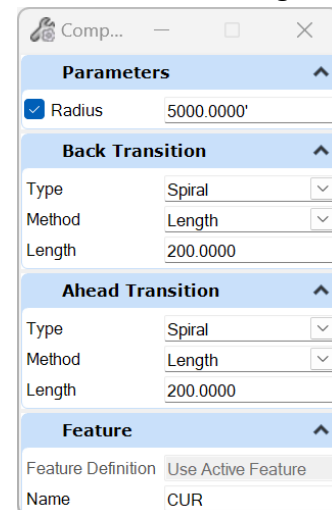 Comp...
Parameters
Radius 5000.0000'
Back Transition
Type Spiral
Method Length
Length 200.0000
Ahead Transition
Type Spiral
Method Length
Length 200.0000
Feature
Feature Definition Use Active Feature
Name CUR